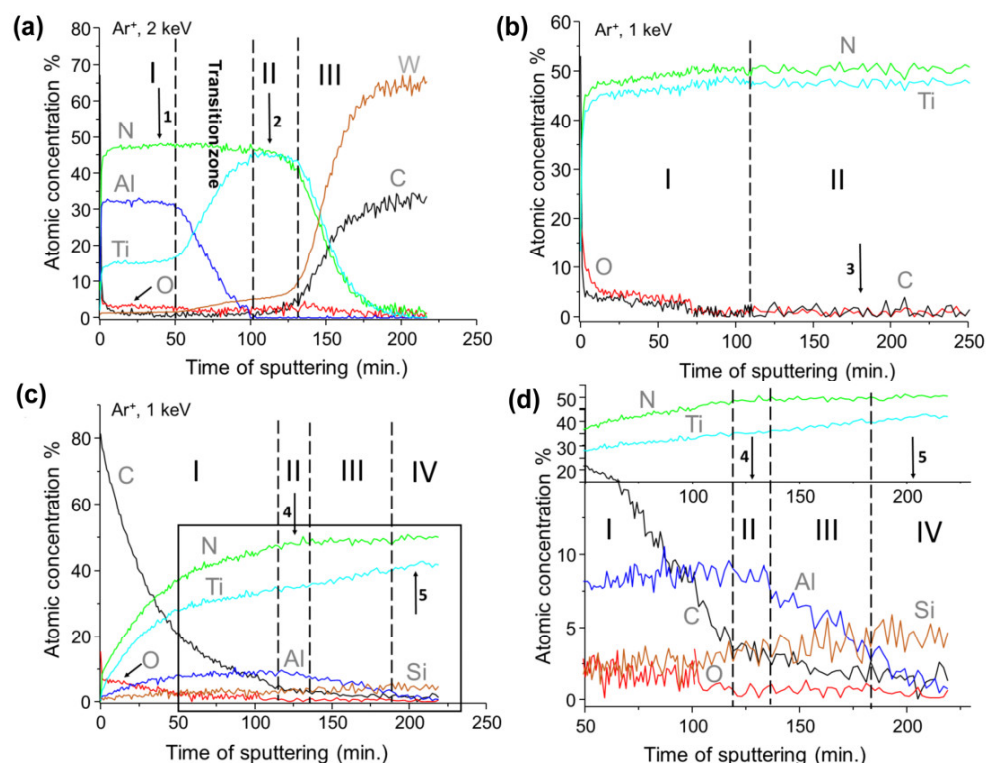 (a)
Ar⁺, 2 keV
Atomic concentration %
80
70
60
50
40
30
20
10
0
I
Transition zone
II
III
W
N
1
2
Al
C
Ti
O
0 50 100 150 200 250
Time of sputtering (min.)
(b)
Ar⁺, 1 keV
Atomic concentration %
60
50
40
30
20
10
0
N
Ti
I
II
3
O
C
0 50 100 150 200 250
Time of sputtering (min.)
(c)
Ar⁺, 1 keV
Atomic concentration %
100
80
60
40
20
0
C
I
II
III
IV
4
N
Ti
5
O
Al
Si
0 50 100 150 200 250
Time of sputtering (min.)
(d)
Atomic concentration %
50
40
30
20
N
Ti
4
5
100 150 200
10
5
0
I
II
III
IV
Al
C
Si
O
50 100 150 200
Time of sputtering (min.)